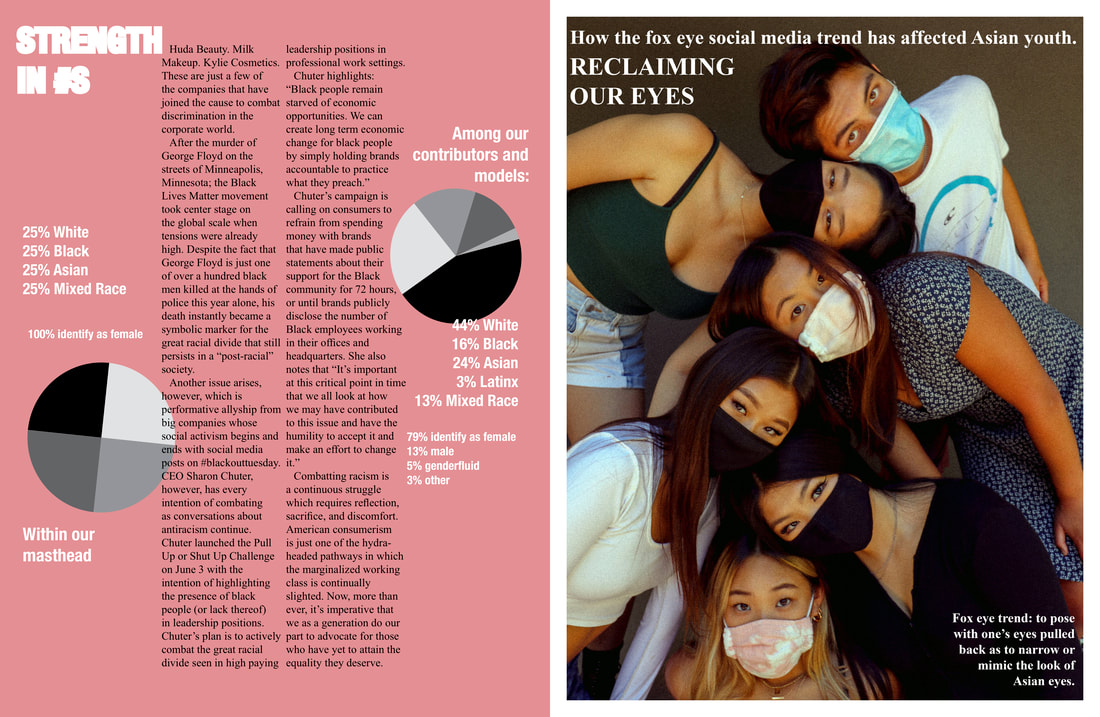 STRENGTH
IN #S
25% White
25% Black
25% Asian
25% Mixed Race
100% identify as female
Within our
masthead
Huda Beauty. Milk
Makeup. Kylie Cosmetics.
These are just a few of
the companies that have
joined the cause to combat
discrimination in the
corporate world.
After the murder of
George Floyd on the
streets of Minneapolis,
Minnesota; the Black
Lives Matter movement
took center stage on
the global scale when
tensions were already
high. Despite the fact that
George Floyd is just one
of over a hundred black
men killed at the hands of
police this year alone, his
death instantly became a
symbolic marker for the
great racial divide that still
persists in a “post-racial”
society.
Another issue arises,
however, which is
performative allyship from
big companies whose
social activism begins and
ends with social media
posts on #blackouttuesday.
CEO Sharon Chuter,
however, has every
intention of combating
as conversations about
antiracism continue.
Chuter launched the Pull
Up or Shut Up Challenge
on June 3 with the
intention of highlighting
the presence of black
people (or lack thereof)
in leadership positions.
Chuter’s plan is to actively
combat the great racial
divide seen in high paying
leadership positions in
professional work settings.
Chuter highlights:
“Black people remain
starved of economic
opportunities. We can
create long term economic
change for black people
by simply holding brands
accountable to practice
what they preach.”
Chuter’s campaign is
calling on consumers to
refrain from spending
money with brands
that have made public
statements about their
support for the Black
community for 72 hours,
or until brands publicly
disclose the number of
Black employees working
in their offices and
headquarters. She also
notes that “It’s important
at this critical point in time
that we all look at how
we may have contributed
to this issue and have the
humility to accept it and
make an effort to change
it.”
Combatting racism is
a continuous struggle
which requires reflection,
sacrifice, and discomfort.
American consumerism
is just one of the hydra-
headed pathways in which
the marginalized working
class is continually
slighted. Now, more than
ever, it’s imperative that
we as a generation do our
part to advocate for those
who have yet to attain the
equality they deserve.
Among our
contributors and
models:
44% White
16% Black
24% Asian
3% Latinx
13% Mixed Race
79% identify as female
13% male
5% genderfluid
3% other
How the fox eye social media trend has affected Asian youth.
RECLAIMING
OUR EYES
Fox eye trend: to pose
with one’s eyes pulled
back as to narrow or
mimic the look of
Asian eyes.